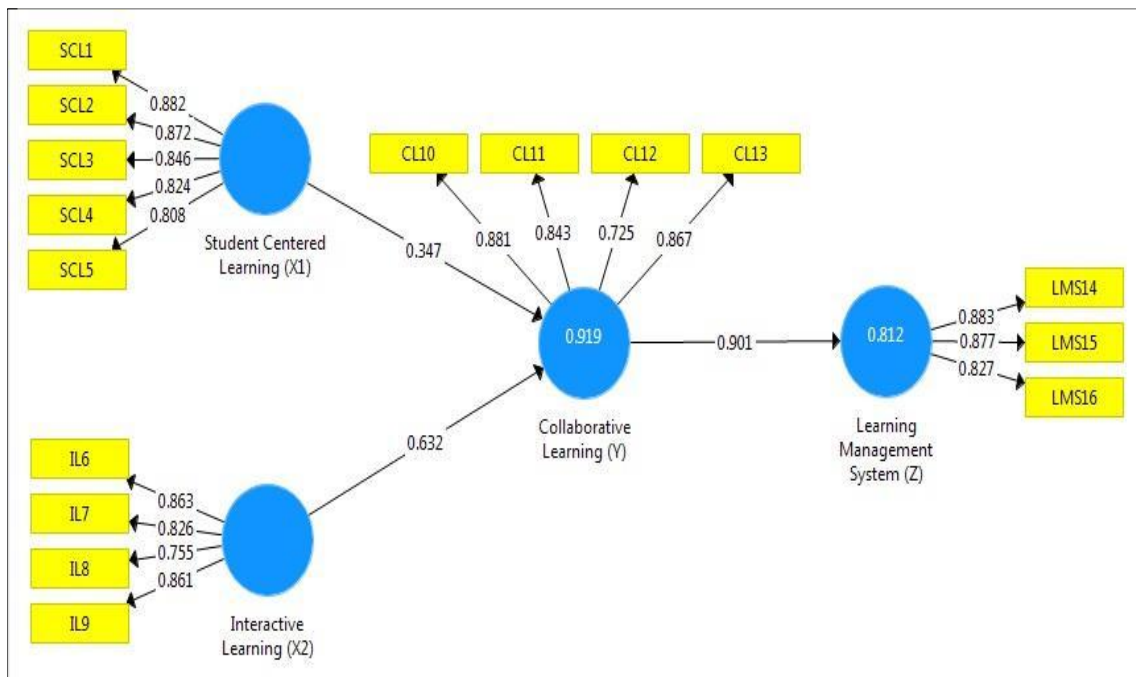 SCL1
SCL2
SCL3
SCL4
SCL5
0.882
0.872
0.846
0.824
0.808
Student Centered
Learning (X1)
0.347
CL10
CL11
CL12
CL13
0.881
0.843
0.725
0.867
0.919
Collaborative
Learning (Y)
0.901
0.812
Learning
Management
System (Z)
0.883
0.877
0.827
LMS14
LMS15
LMS16
0.632
IL6
IL7
IL8
IL9
0.863
0.826
0.755
0.861
Interactive
Learning (X2)